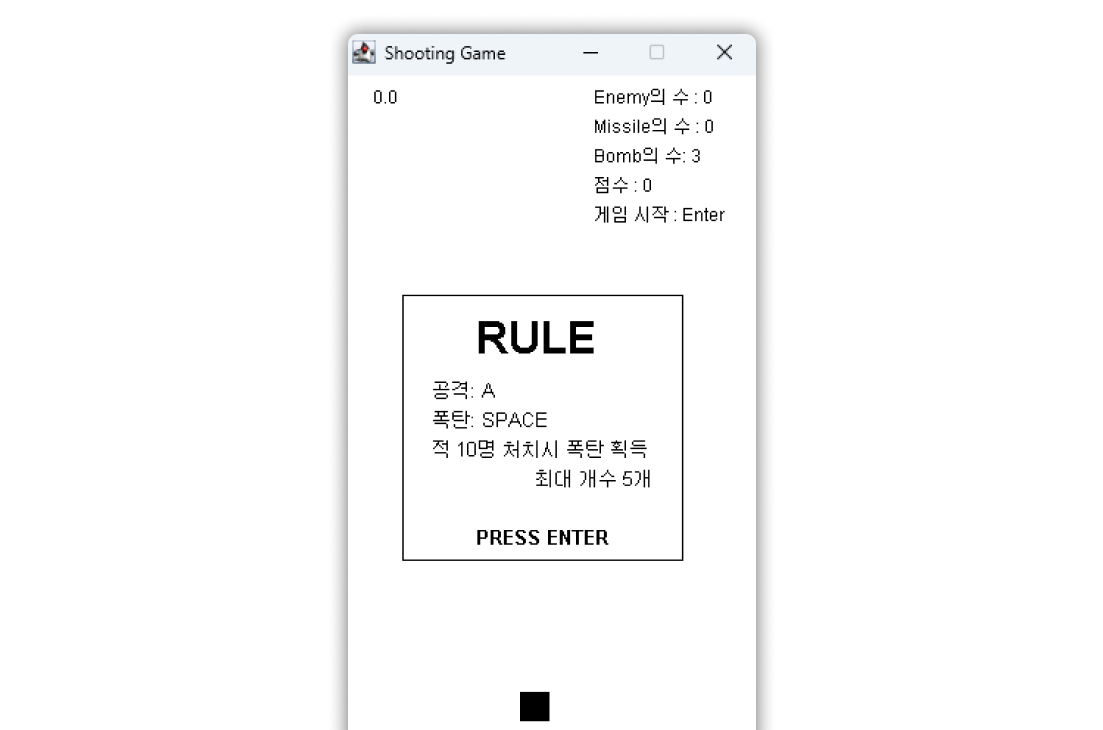 Shooting Game
0.0
Enemy의 수 : 0
Missile의 수 : 0
Bomb의 수: 3
점수 : 0
게임 시작 : Enter
RULE
공격: A
폭탄: SPACE
적 10명 처치시 폭탄 획득
최대 개수 5개
PRESS ENTER